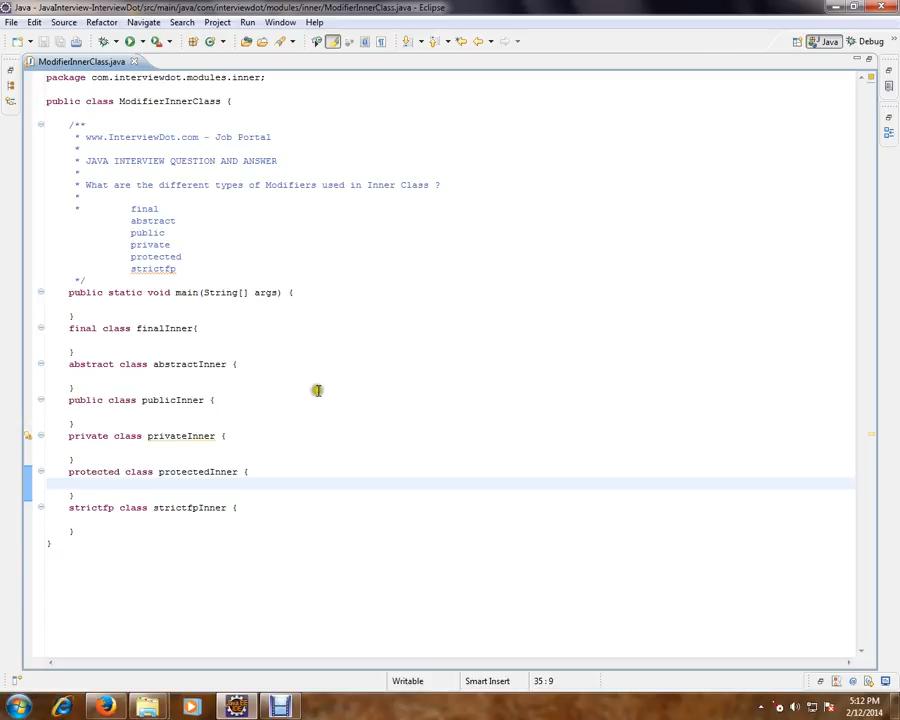 Java - JavaInterview-InterviewDot/src/main/java/com/interviewdot/modules/inner/ModifierInnerClass.java - Eclipse
File Edit Source Refactor Navigate Search Project Run Window Help
Java Debug
ModifierInnerClass.java
package com.interviewdot.modules.inner;
public class ModifierInnerClass {
/**
* www.InterviewDot.com - Job Portal
*
* JAVA INTERVIEW QUESTION AND ANSWER
*
* What are the different types of Modifiers used in Inner Class ?
*
* final
abstract
public
private
protected
strictfp
*/
public static void main(String[] args) {
}
final class finalInner{
}
abstract class abstractInner {
}
public class publicInner {
}
private class privateInner {
}
protected class protectedInner {
}
strictfp class strictfpInner {
}
}
Writable Smart Insert 35 : 9
5:12 PM
2/12/2014